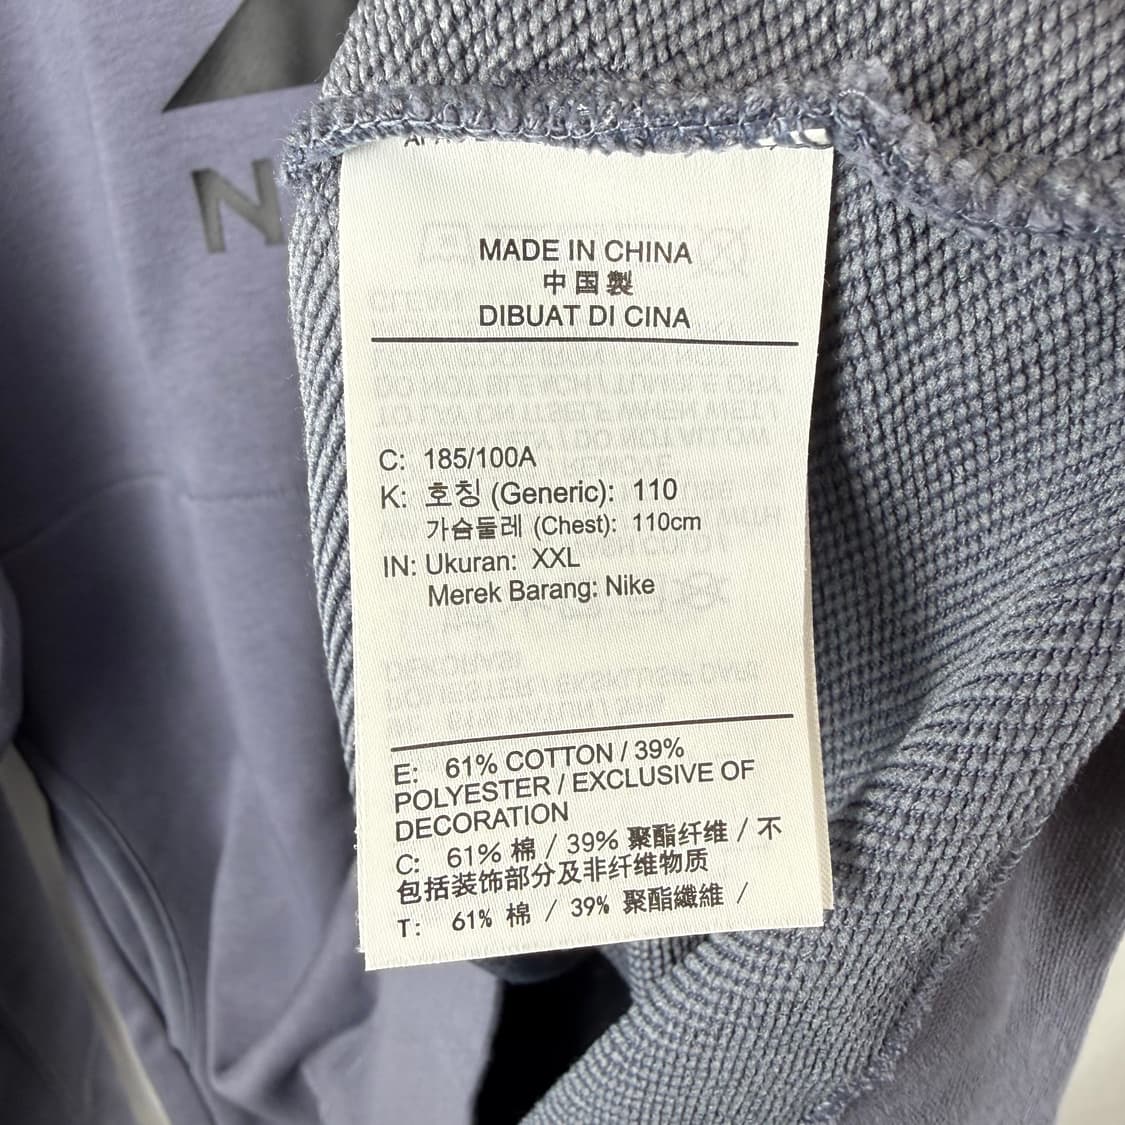 N
MADE IN CHINA
中国製
DIBUAT DI CINA
C: 185/100A
K: 호칭 (Generic): 110
가슴둘레 (Chest): 110cm
IN: Ukuran: XXL
Merek Barang: Nike
E: 61% COTTON / 39%
POLYESTER / EXCLUSIVE OF
DECORATION
C: 61% 棉 / 39% 聚酯纤维 / 不
包括装饰部分及非纤维物质
T: 61% 棉 / 39% 聚酯纖維 /